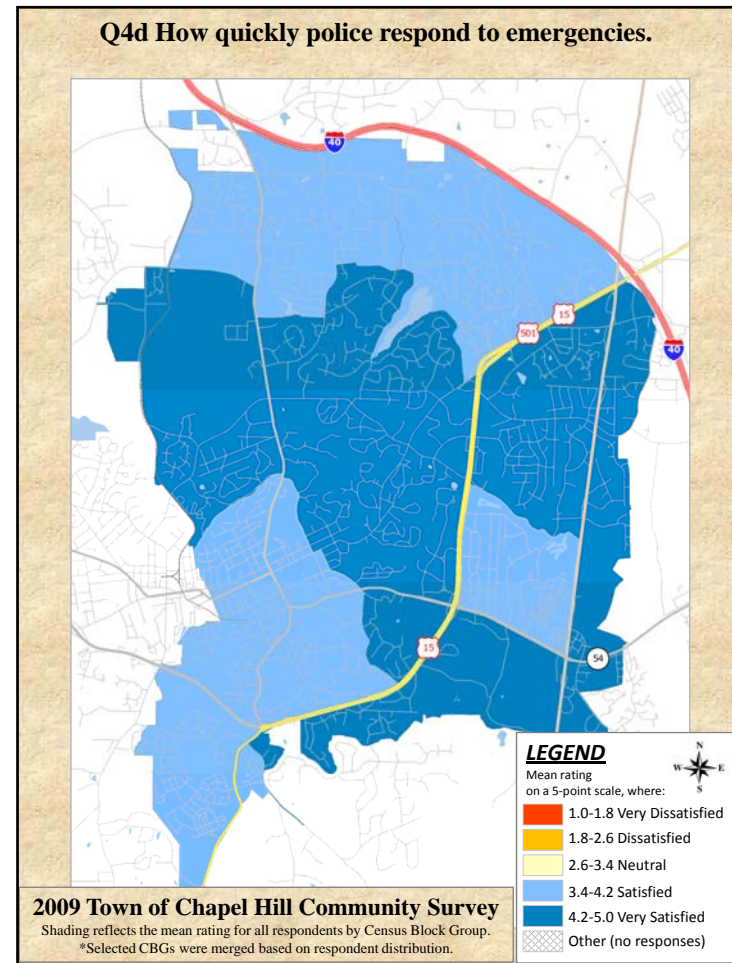 Q4d How quickly police respond to emergencies.
40
15
501
40
15
54
LEGEND
N
W E
S
Mean rating
on a 5-point scale, where:
1.0-1.8 Very Dissatisfied
1.8-2.6 Dissatisfied
2.6-3.4 Neutral
3.4-4.2 Satisfied
4.2-5.0 Very Satisfied
Other (no responses)
2009 Town of Chapel Hill Community Survey
Shading reflects the mean rating for all respondents by Census Block Group.
*Selected CBGs were merged based on respondent distribution.